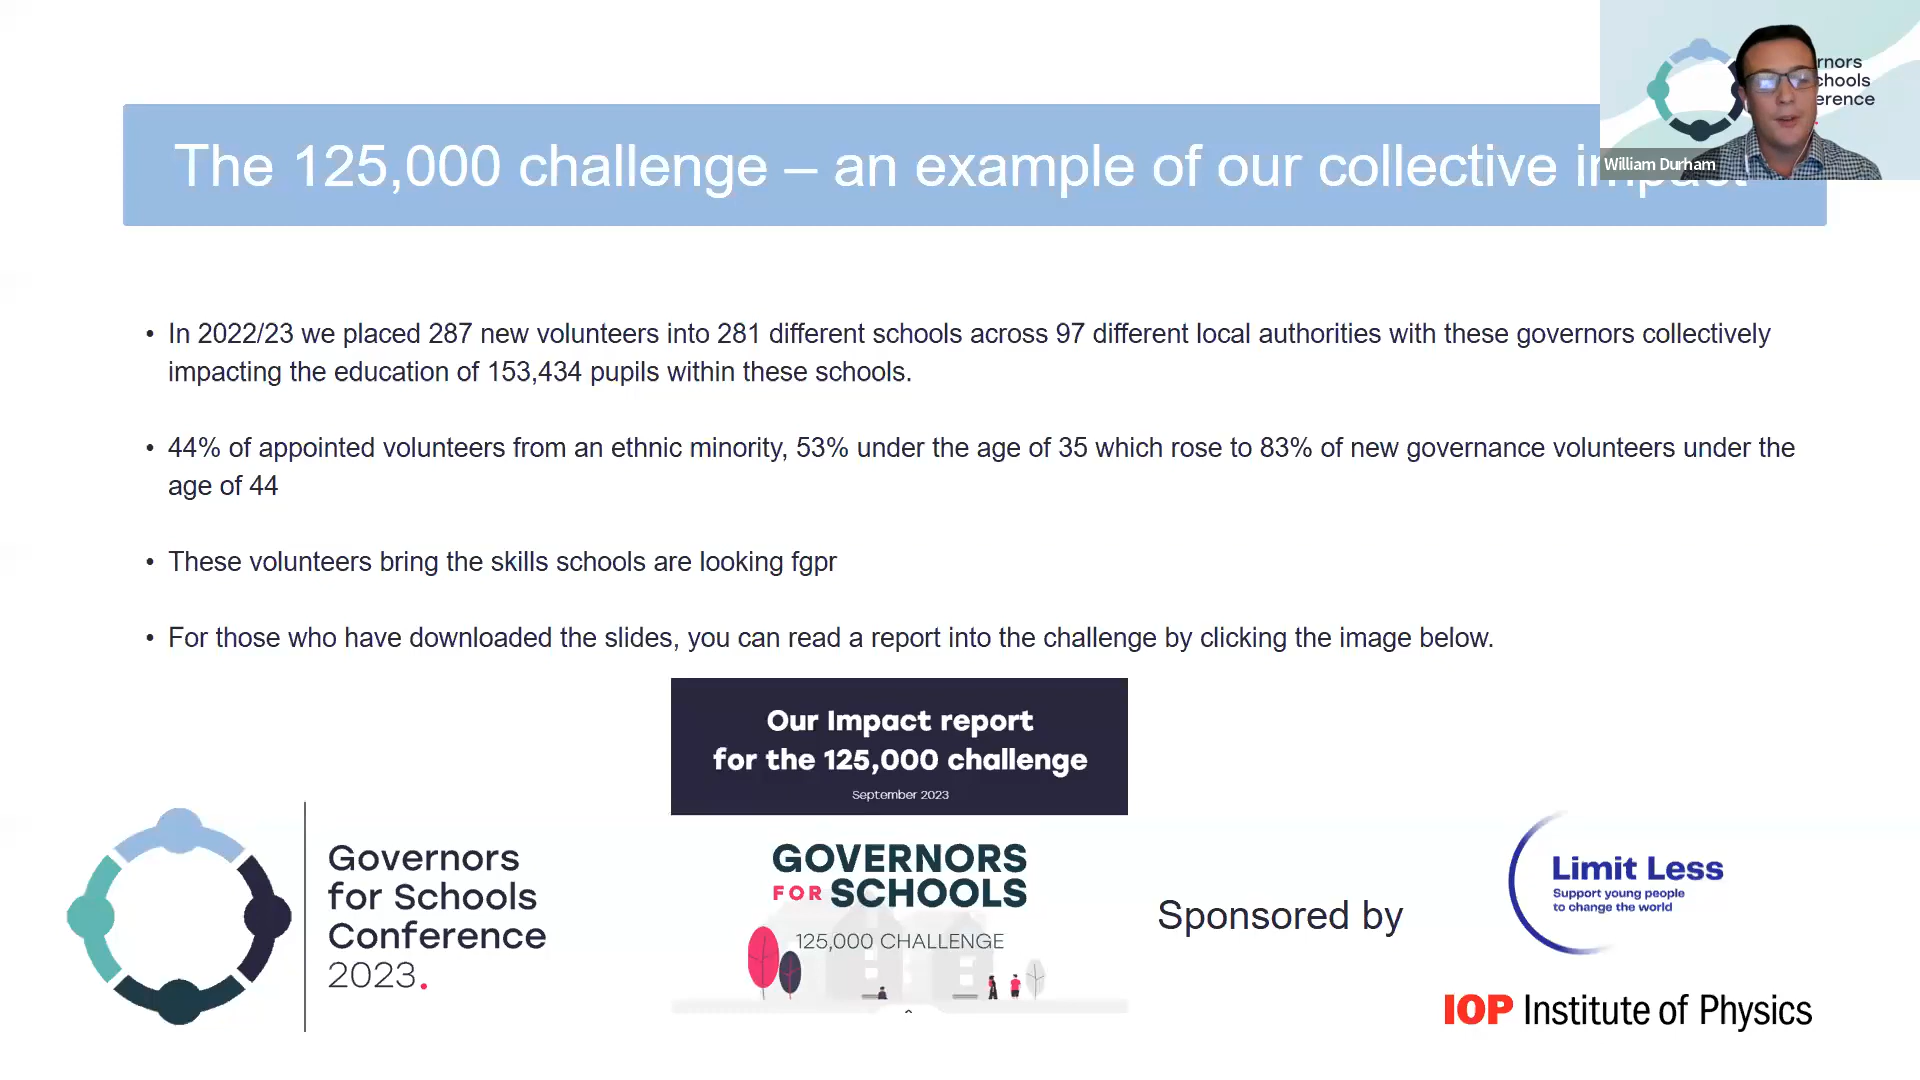 The 125,000 challenge – an example of our collective impact
rnors
chools
erence
William Durham
• In 2022/23 we placed 287 new volunteers into 281 different schools across 97 different local authorities with these governors collectively
impacting the education of 153,434 pupils within these schools.
• 44% of appointed volunteers from an ethnic minority, 53% under the age of 35 which rose to 83% of new governance volunteers under the
age of 44
• These volunteers bring the skills schools are looking fgpr
• For those who have downloaded the slides, you can read a report into the challenge by clicking the image below.
Our Impact report
for the 125,000 challenge
September 2023
GOVERNORS
FOR SCHOOLS
125,000 CHALLENGE
Governors
for Schools
Conference
2023.
Sponsored by
Limit Less
Support young people
to change the world
IOP Institute of Physics